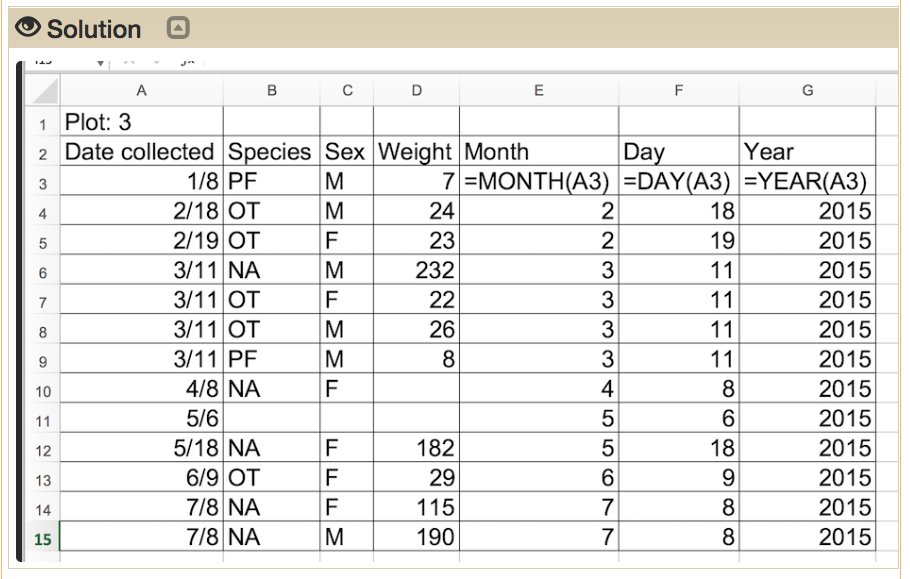 Solution
A B C D E F G
1 Plot: 3
2 Date collected Species Sex Weight Month Day Year
3 1/8 PF M 7 =MONTH(A3) =DAY(A3) =YEAR(A3)
4 2/18 OT M 24 2 18 2015
5 2/19 OT F 23 2 19 2015
6 3/11 NA M 232 3 11 2015
7 3/11 OT F 22 3 11 2015
8 3/11 OT M 26 3 11 2015
9 3/11 PF M 8 3 11 2015
10 4/8 NA F 4 8 2015
11 5/6 5 6 2015
12 5/18 NA F 182 5 18 2015
13 6/9 OT F 29 6 9 2015
14 7/8 NA F 115 7 8 2015
15 7/8 NA M 190 7 8 2015